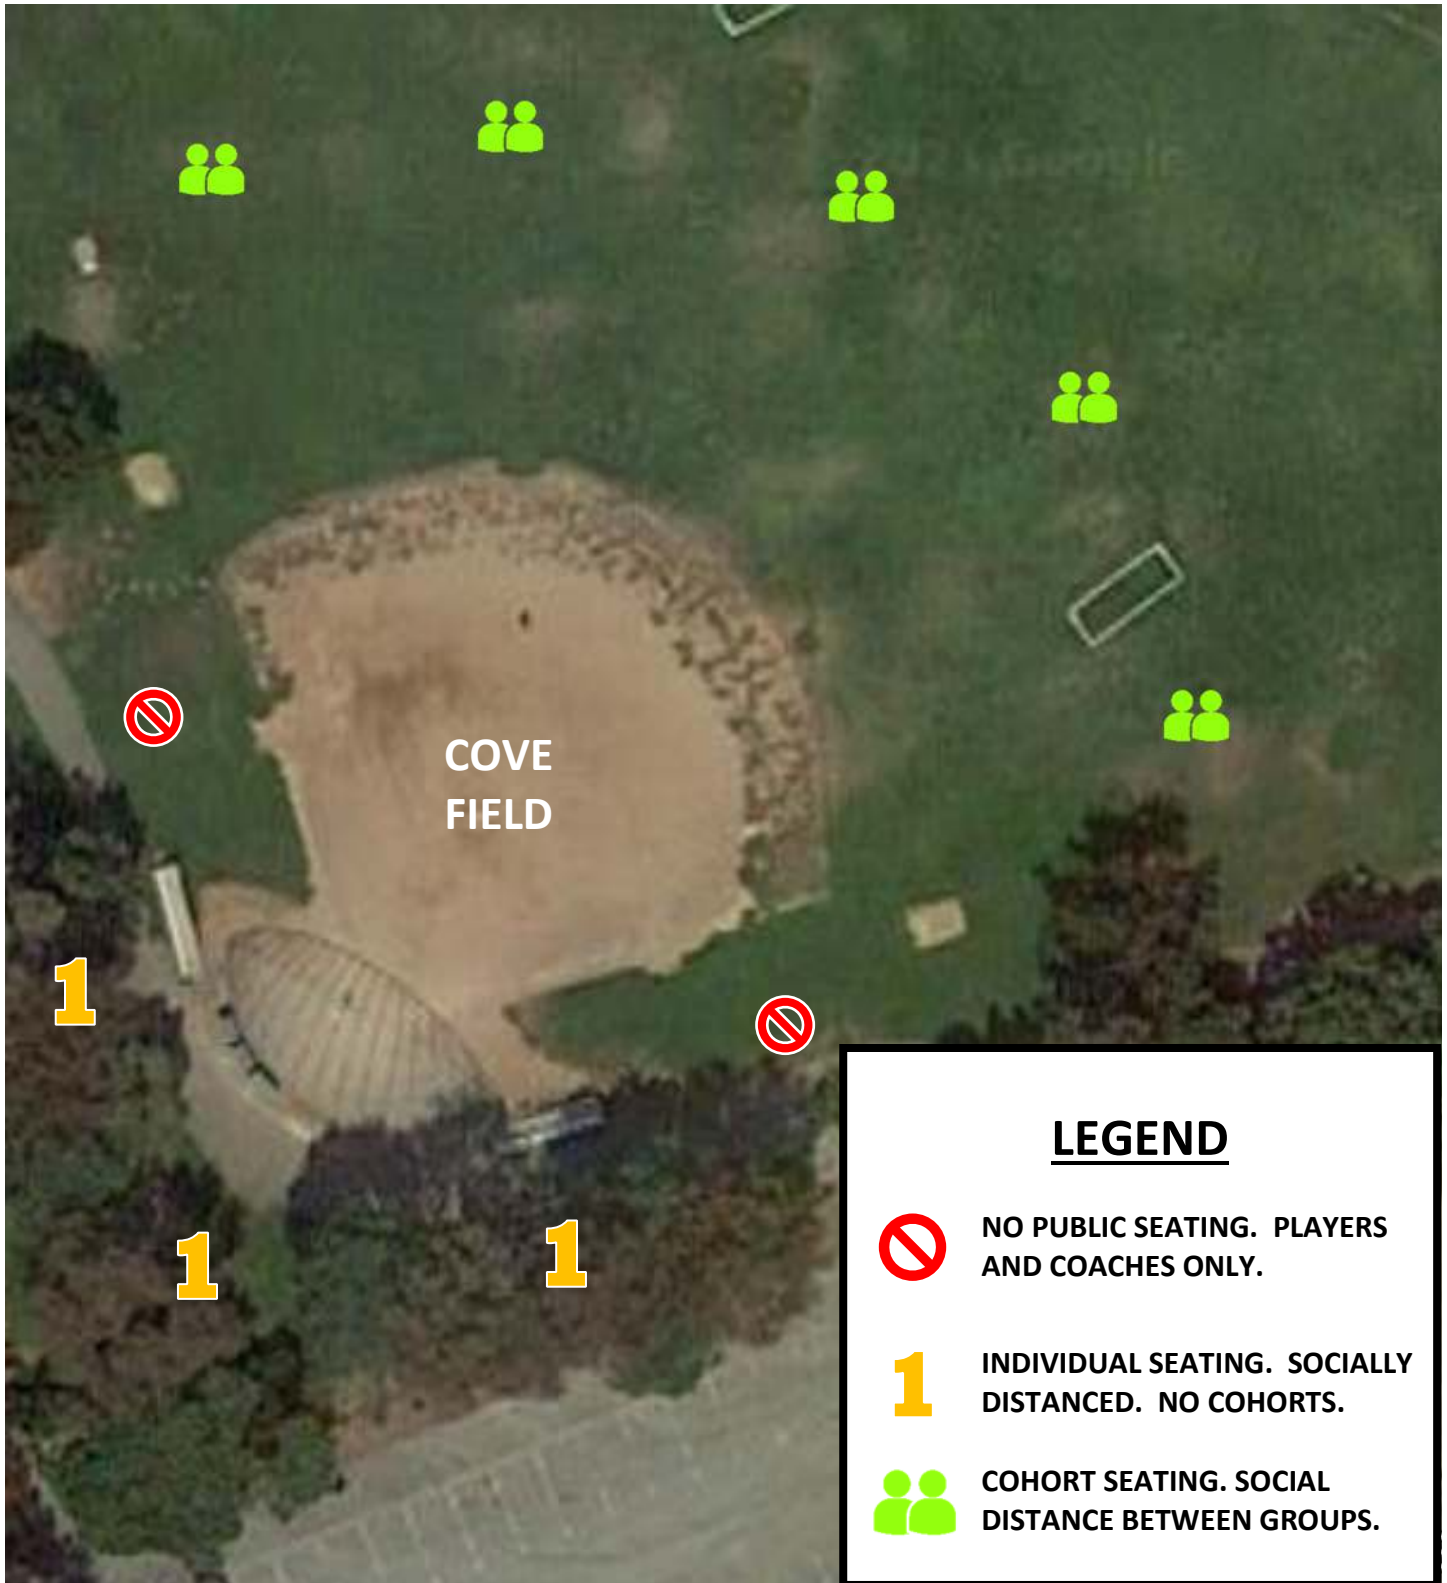 COVE
FIELD
1
1
1
LEGEND
NO PUBLIC SEATING.  PLAYERS
AND COACHES ONLY.
1
INDIVIDUAL SEATING.  SOCIALLY
DISTANCED.  NO COHORTS.
COHORT SEATING. SOCIAL
DISTANCE BETWEEN GROUPS.